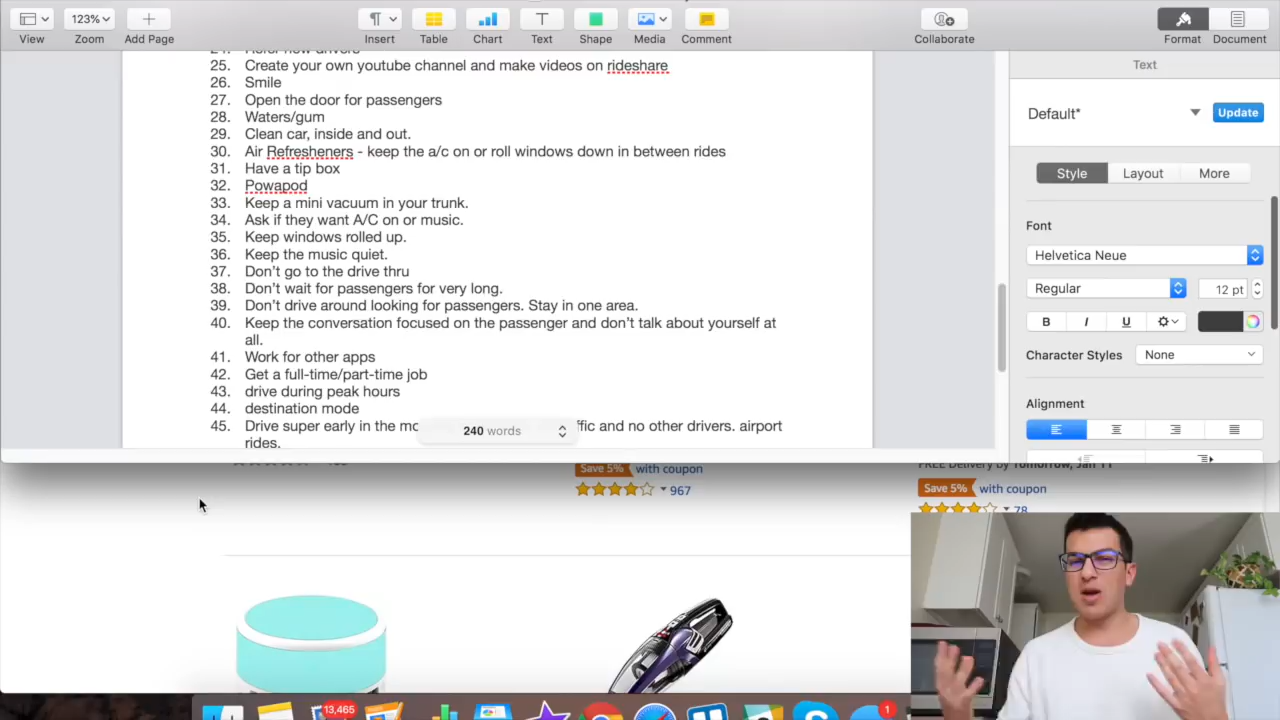 View
123%
Zoom
Add Page
Insert
Table
Chart
Text
Shape
Media
Comment
Collaborate
Format
Document
25. Create your own youtube channel and make videos on rideshare
26. Smile
27. Open the door for passengers
28. Waters/gum
29. Clean car, inside and out.
30. Air Refresheners - keep the a/c on or roll windows down in between rides
31. Have a tip box
32. Powapod
33. Keep a mini vacuum in your trunk.
34. Ask if they want A/C on or music.
35. Keep windows rolled up.
36. Keep the music quiet.
37. Don’t go to the drive thru
38. Don’t wait for passengers for very long.
39. Don’t drive around looking for passengers. Stay in one area.
40. Keep the conversation focused on the passenger and don’t talk about yourself at
all.
41. Work for other apps
42. Get a full-time/part-time job
43. drive during peak hours
44. destination mode
45. Drive super early in the and no other drivers. airport
rides.
240 words
Text
Default*
Update
Style
Layout
More
Font
Helvetica Neue
Regular
12 pt
B I U
Character Styles
None
Alignment
Save 5% with coupon
967
FREE Delivery by Tomorrow, Jan 11
Save 5% with coupon
78
13,465
1